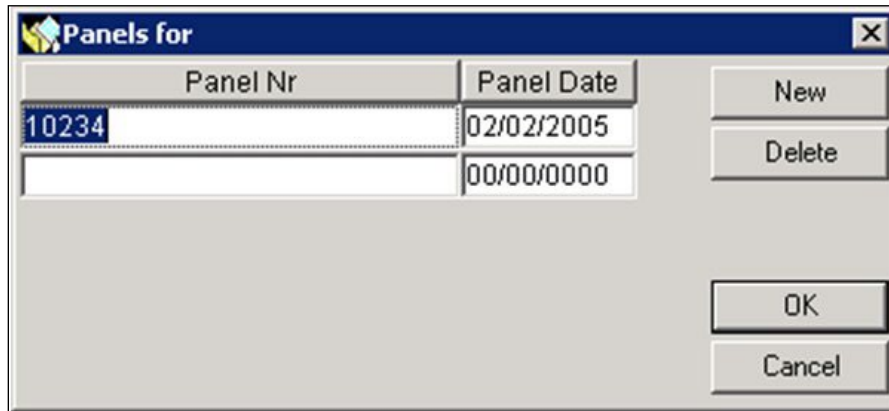 Panels for
Panel Nr Panel Date New
10234 02/02/2005
Delete
00/00/0000
OK
Cancel